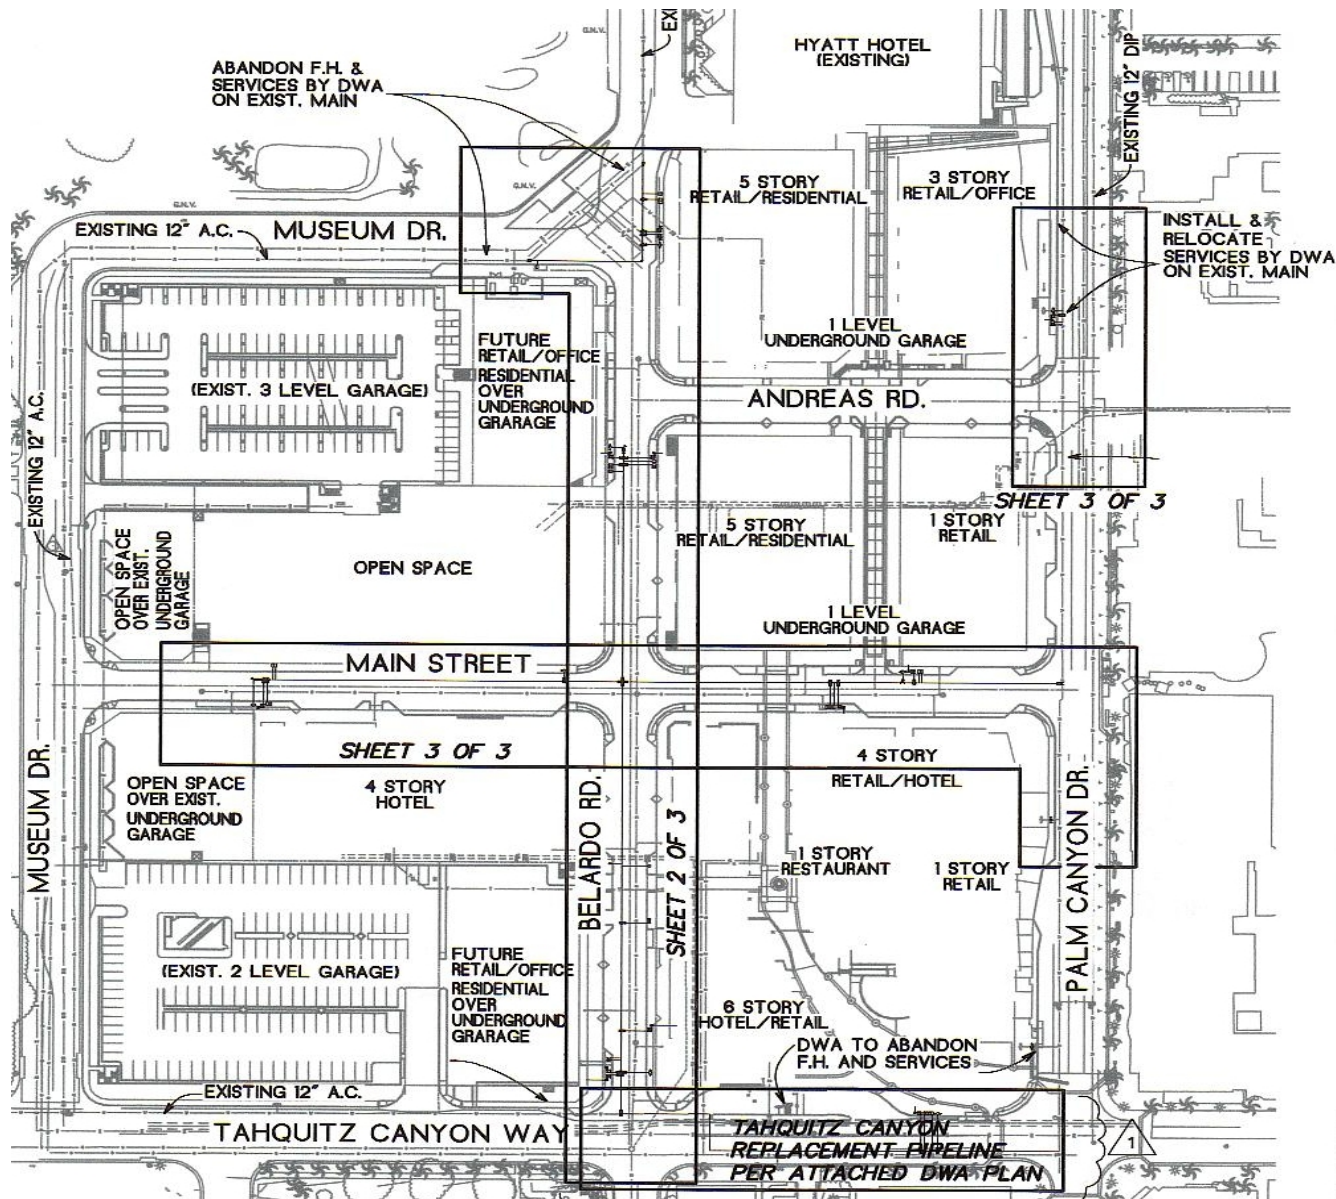 EX
G.N.V.
HYATT HOTEL
(EXISTING)
EXISTING 12" DIP
ABANDON F.H. &
SERVICES BY DWA
ON EXIST. MAIN
G.N.V.
G.N.V.
5 STORY
RETAIL/RESIDENTIAL
3 STORY
RETAIL/OFFICE
INSTALL &
RELOCATE
SERVICES BY DWA
ON EXIST. MAIN
EXISTING 12" A.C.
MUSEUM DR.
FUTURE
RETAIL/OFFICE
RESIDENTIAL
OVER
UNDERGROUND
GRARAGE
1 LEVEL
UNDERGROUND GARAGE
(EXIST. 3 LEVEL GARAGE)
ANDREAS RD.
EXISTING 12" A.C.
SHEET 3 OF 3
5 STORY
RETAIL/RESIDENTIAL
1 STORY
RETAIL
OPEN SPACE
OVER EXIST.
UNDERGROUND
GARAGE
OPEN SPACE
1 LEVEL
UNDERGROUND GARAGE
MAIN STREET
SHEET 3 OF 3
4 STORY
RETAIL/HOTEL
MUSEUM DR.
OPEN SPACE
OVER EXIST.
UNDERGROUND
GARAGE
4 STORY
HOTEL
BELARDO RD.
SHEET 2 OF 3
PALM CANYON DR.
1 STORY
RESTAURANT
1 STORY
RETAIL
(EXIST. 2 LEVEL GARAGE)
FUTURE
RETAIL/OFFICE
RESIDENTIAL
OVER
UNDERGROUND
GRARAGE
6 STORY
HOTEL/RETAIL
DWA TO ABANDON
F.H. AND SERVICES
EXISTING 12" A.C.
TAHQUITZ CANYON WAY
TAHQUITZ CANYON
REPLACEMENT PIPELINE
PER ATTACHED DWA PLAN
1